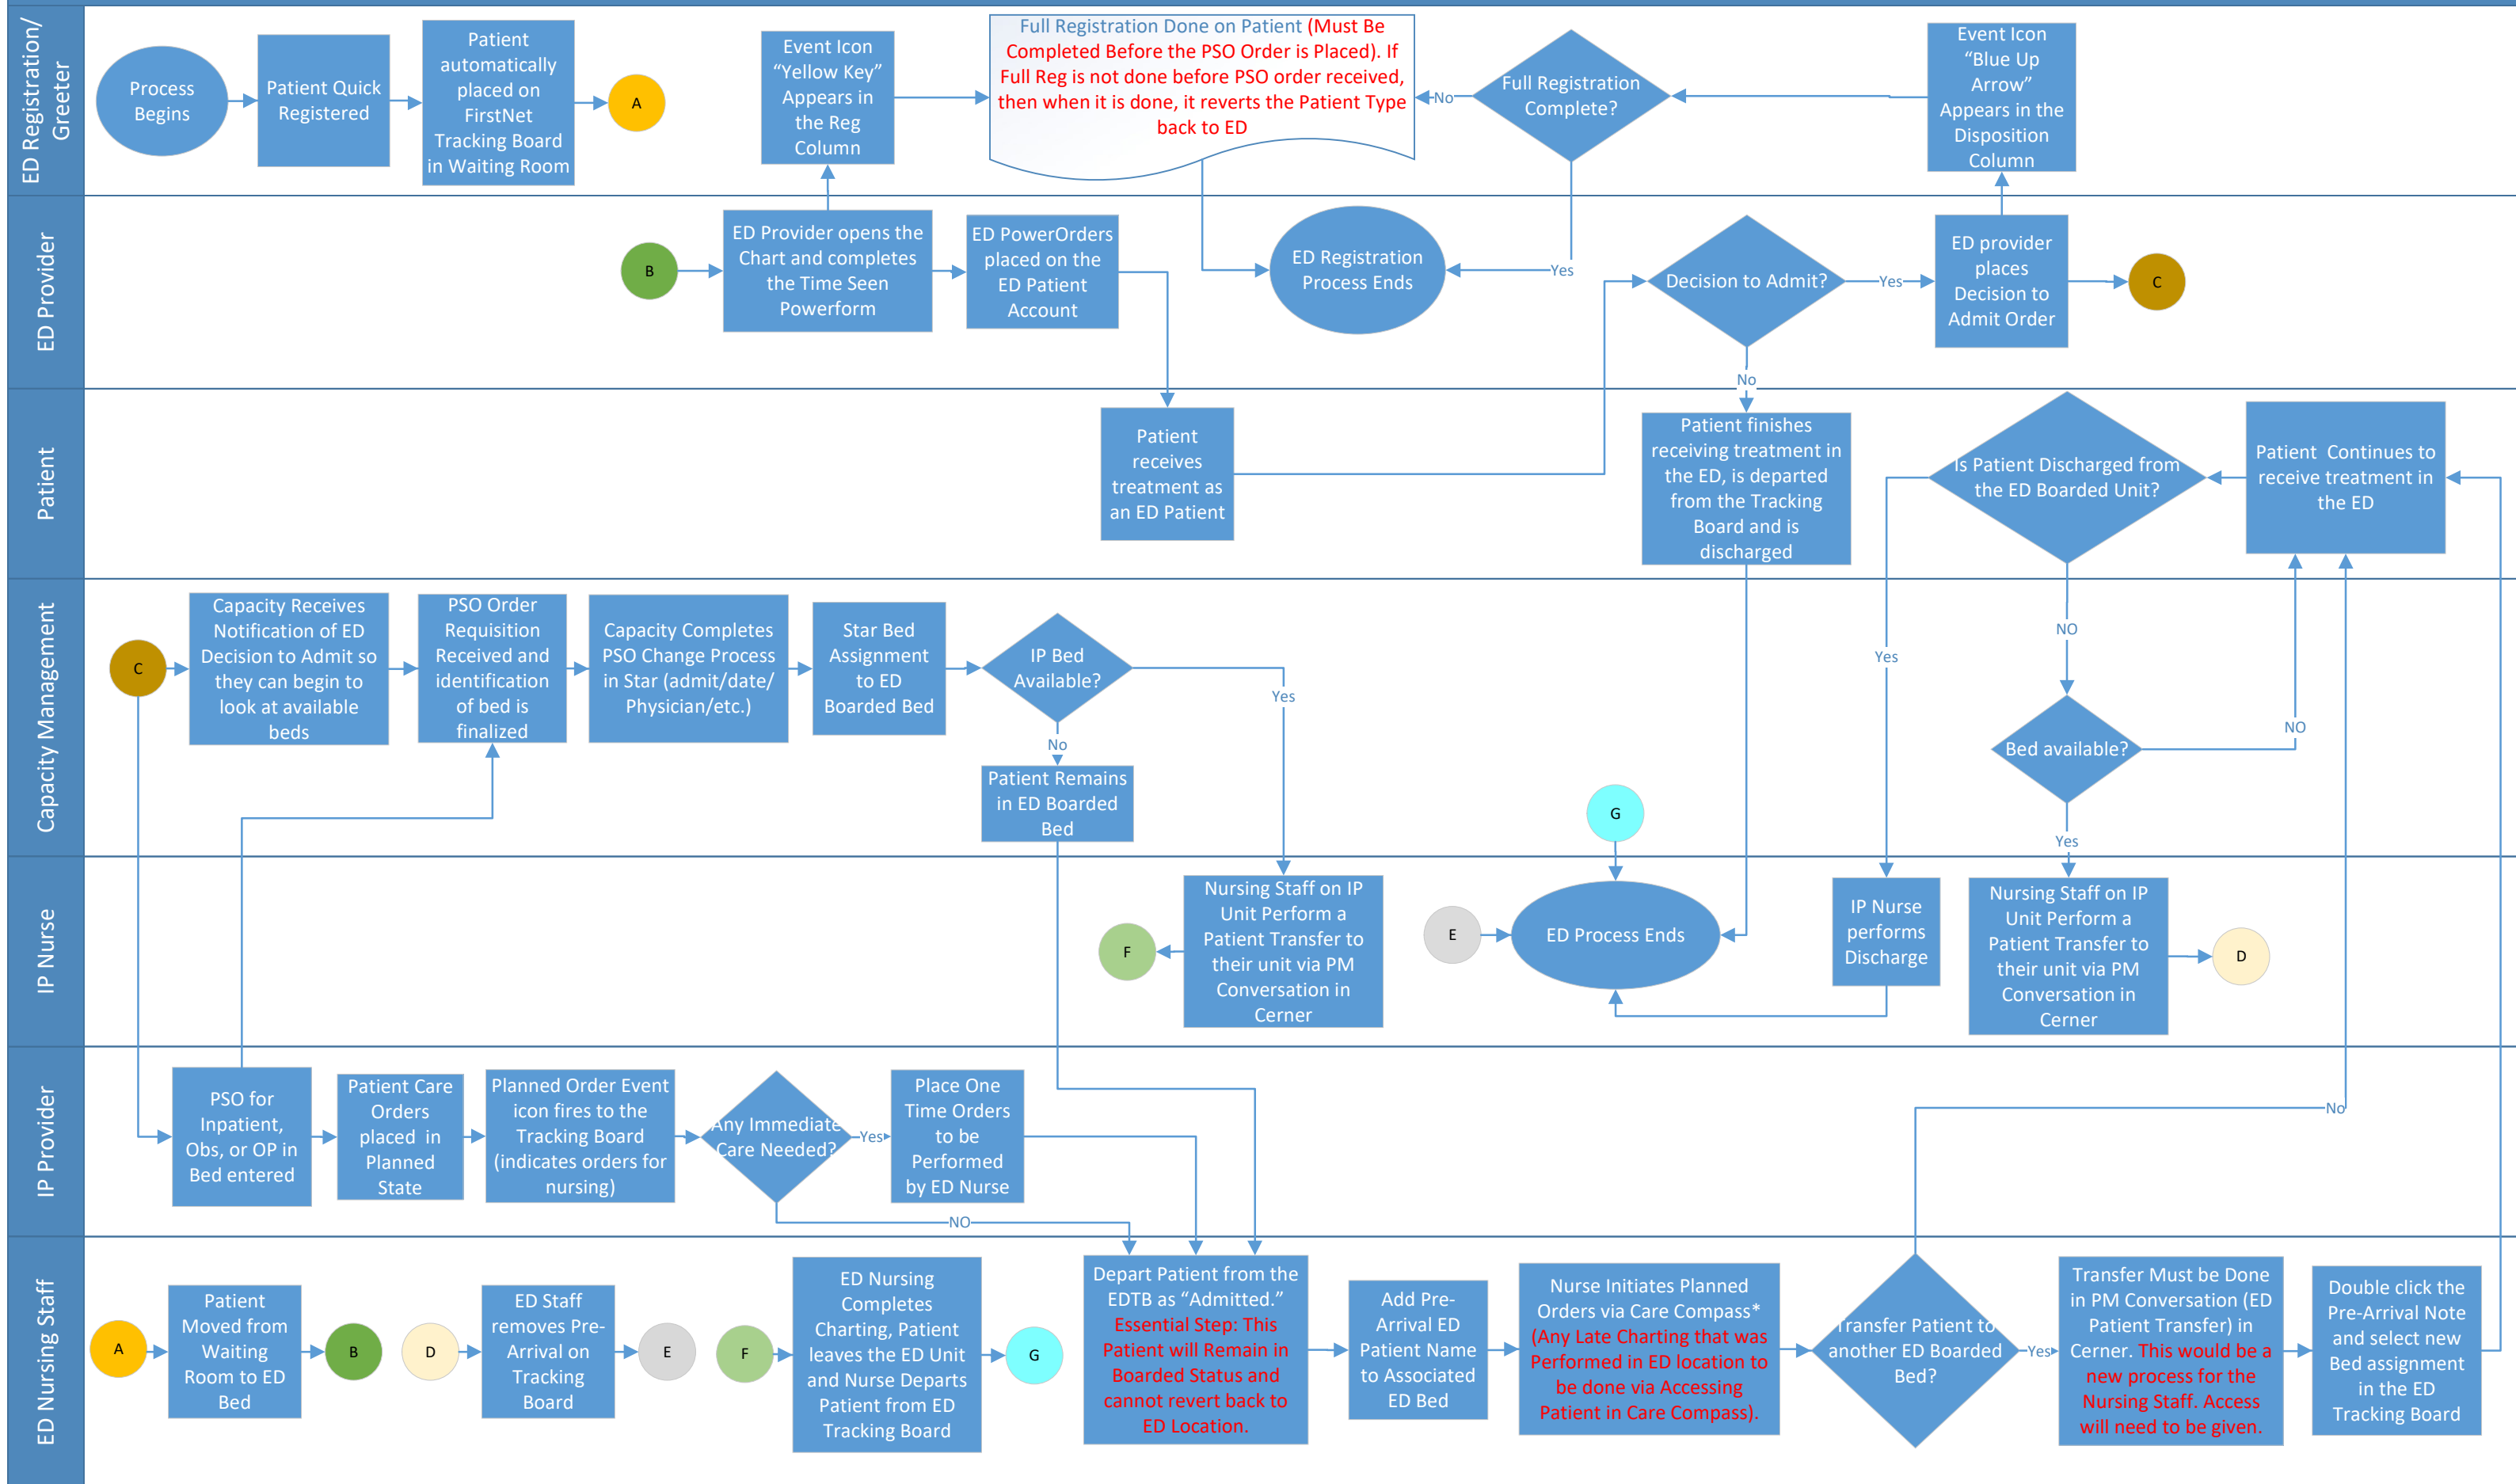 ED Registration/
Greeter
Process
Begins
Patient Quick
Registered
Patient
automatically
placed on
FirstNet
Tracking Board
in Waiting Room
A
Event Icon
“Yellow Key”
Appears in
the Reg
Column
Full Registration Done on Patient (Must Be
Completed Before the PSO Order is Placed). If
Full Reg is not done before PSO order received,
then when it is done, it reverts the Patient Type
back to ED
No
Full Registration
Complete?
Event Icon
“Blue Up
Arrow”
Appears in the
Disposition
Column
ED Provider
B
ED Provider opens the
Chart and completes
the Time Seen
Powerform
ED PowerOrders
placed on the
ED Patient
Account
ED Registration
Process Ends
Yes
Decision to Admit?
Yes
ED provider
places
Decision to
Admit Order
C
No
Patient
Patient
receives
treatment as
an ED Patient
Patient finishes
receiving treatment in
the ED, is departed
from the Tracking
Board and is
discharged
Is Patient Discharged from
the ED Boarded Unit?
Patient  Continues to
receive treatment in
the ED
Capacity Management
C
Capacity Receives
Notification of ED
Decision to Admit so
they can begin to
look at available
beds
PSO Order
Requisition
Received and
identification
of bed is
finalized
Capacity Completes
PSO Change Process
in Star (admit/date/
Physician/etc.)
Star Bed
Assignment
to ED
Boarded Bed
IP Bed
Available?
Yes
No
Patient Remains
in ED Boarded
Bed
G
Yes
NO
Bed available?
NO
Yes
IP Nurse
F
Nursing Staff on IP
Unit Perform a
Patient Transfer to
their unit via PM
Conversation in
Cerner
E
ED Process Ends
IP Nurse
performs
Discharge
Nursing Staff on IP
Unit Perform a
Patient Transfer to
their unit via PM
Conversation in
Cerner
D
IP Provider
PSO for
Inpatient,
Obs, or OP in
Bed entered
Patient Care
Orders
placed  in
Planned
State
Planned Order Event
icon fires to the
Tracking Board
(indicates orders for
nursing)
Any Immediate
Care Needed?
Yes
Place One
Time Orders
to be
Performed
by ED Nurse
NO
No
ED Nursing Staff
A
Patient
Moved from
Waiting
Room to ED
Bed
B
D
ED Staff
removes Pre-
Arrival on
Tracking
Board
E
F
ED Nursing
Completes
Charting, Patient
leaves the ED Unit
and Nurse Departs
Patient from ED
Tracking Board
G
Depart Patient from the
EDTB as “Admitted.”
Essential Step: This
Patient will Remain in
Boarded Status and
cannot revert back to
ED Location.
Add Pre-
Arrival ED
Patient Name
to Associated
ED Bed
Nurse Initiates Planned
Orders via Care Compass*
(Any Late Charting that was
Performed in ED location to
be done via Accessing
Patient in Care Compass).
Transfer Patient to
another ED Boarded
Bed?
Yes
Transfer Must be Done
in PM Conversation (ED
Patient Transfer) in
Cerner. This would be a
new process for the
Nursing Staff. Access
will need to be given.
Double click the
Pre-Arrival Note
and select new
Bed assignment
in the ED
Tracking Board